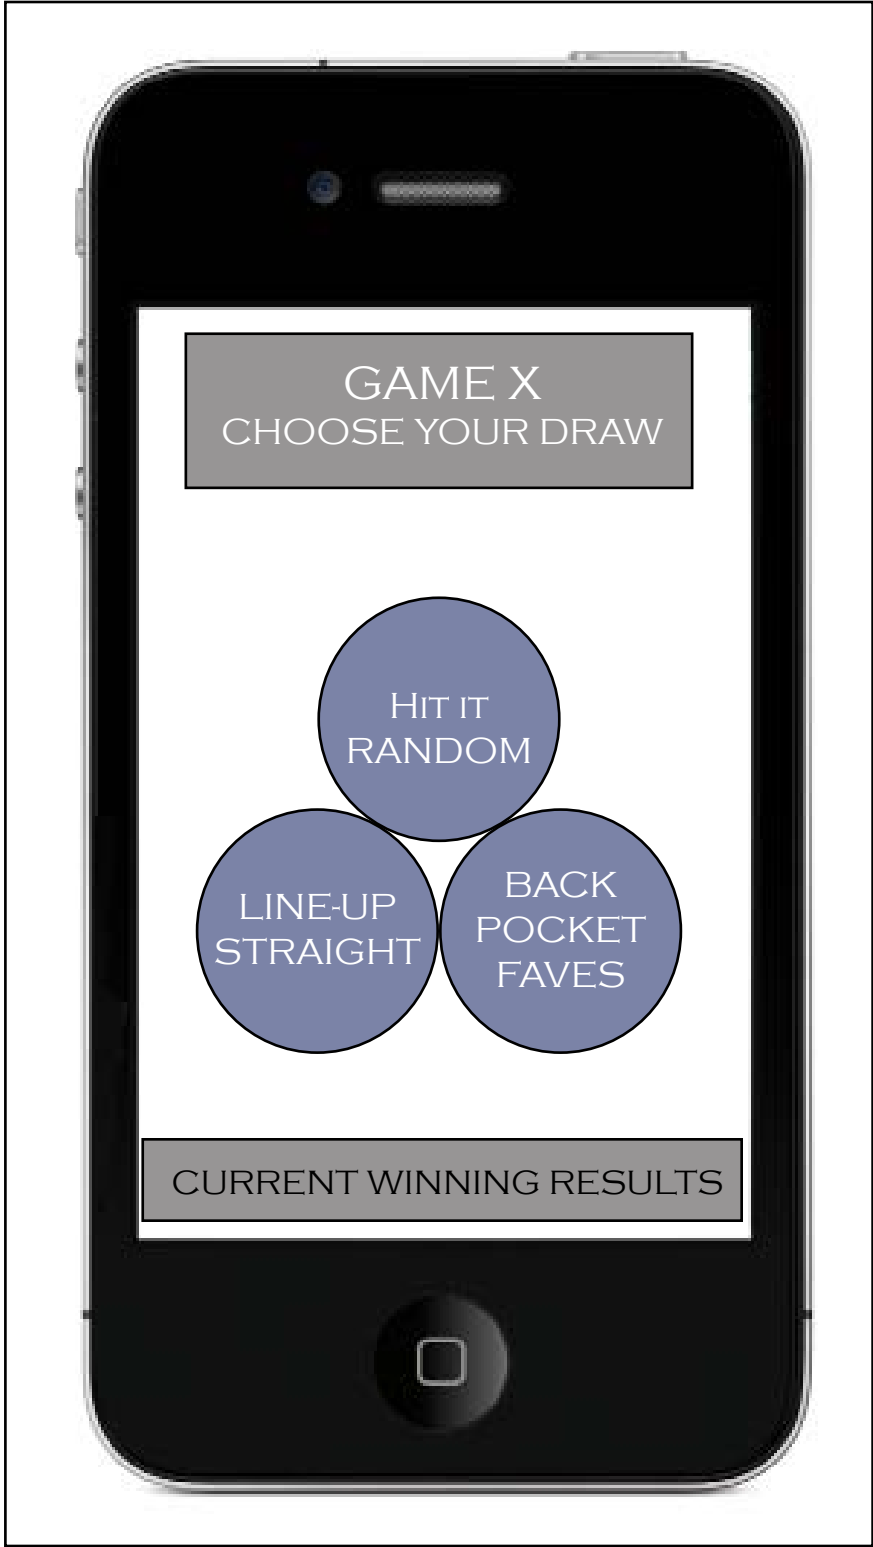 GAME X
CHOOSE YOUR DRAW
HIT IT
RANDOM
LINE-UP
STRAIGHT
BACK
POCKET
FAVES
CURRENT WINNING RESULTS